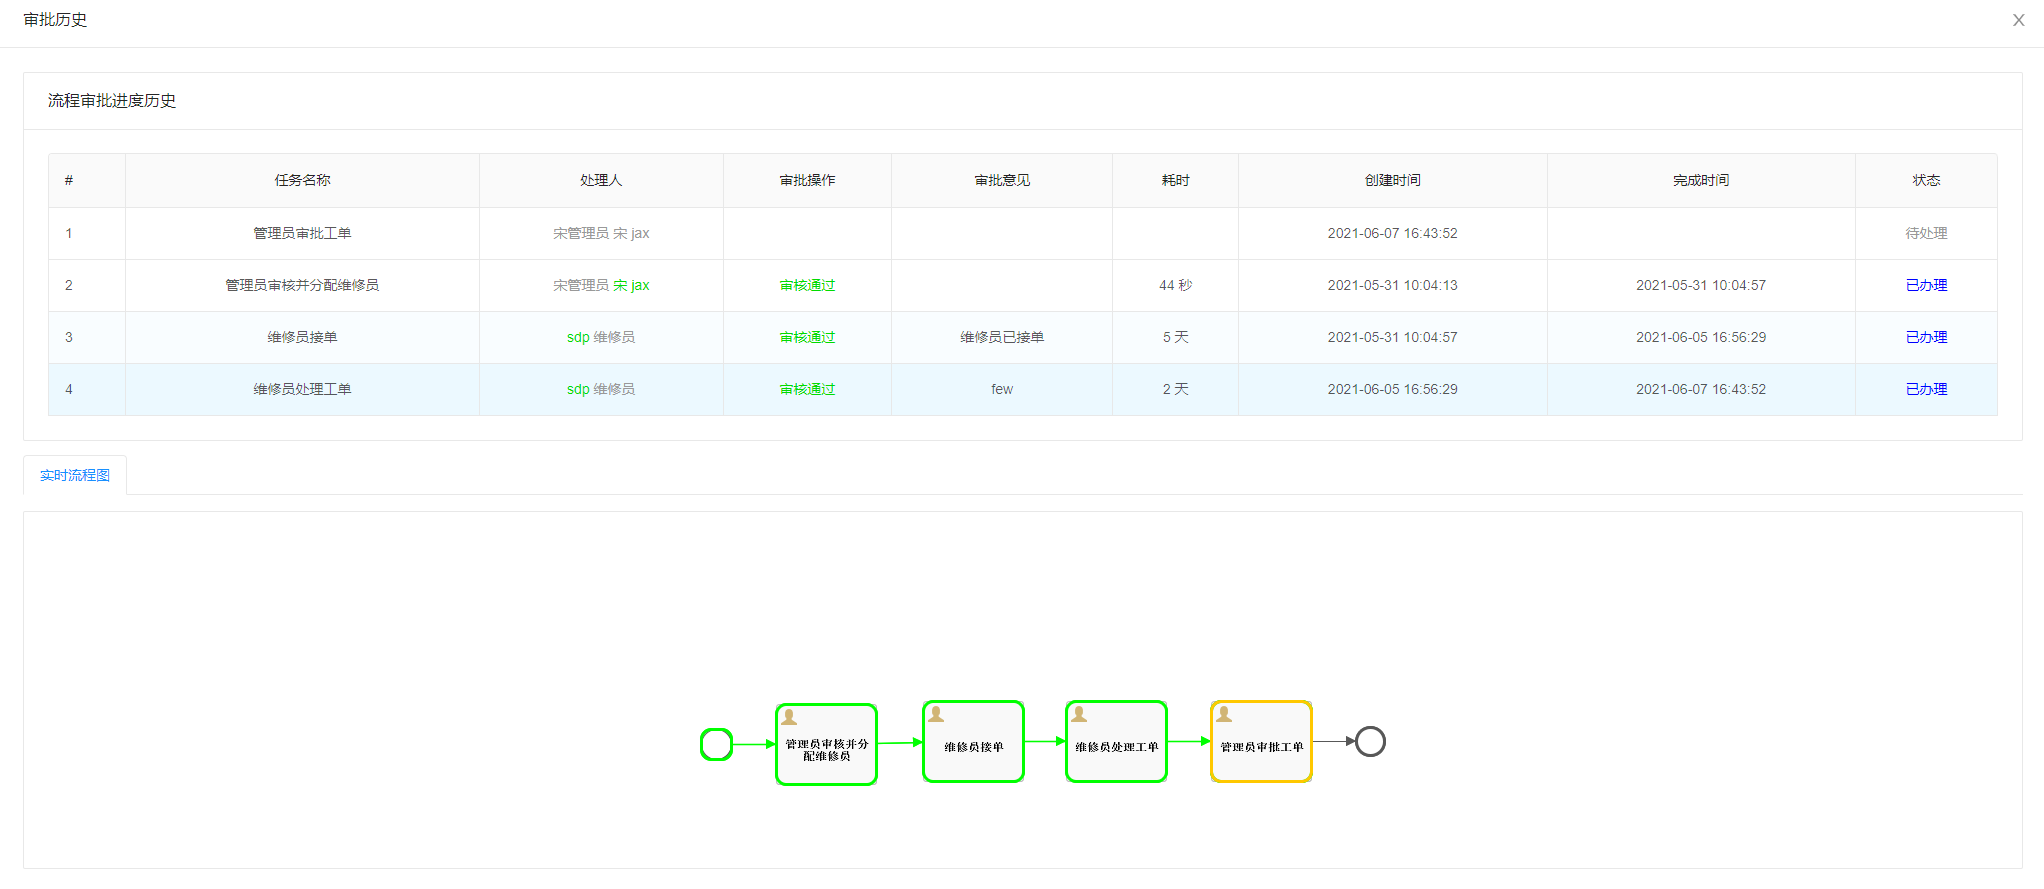 审批历史 X
流程审批进度历史
# 任务名称 处理人 审批操作 审批意见 耗时 创建时间 完成时间 状态
1 管理员审批工单 宋管理员 宋 jax 2021-06-07 16:43:52 待处理
2 管理员审核并分配维修员 宋管理员 宋 jax 审核通过 44 秒 2021-05-31 10:04:13 2021-05-31 10:04:57 已办理
3 维修员接单 sdp 维修员 审核通过 维修员已接单 5 天 2021-05-31 10:04:57 2021-06-05 16:56:29 已办理
4 维修员处理工单 sdp 维修员 审核通过 few 2 天 2021-06-05 16:56:29 2021-06-07 16:43:52 已办理
实时流程图
管理员审核并分
配维修员
维修员接单
维修员处理工单
管理员审批工单